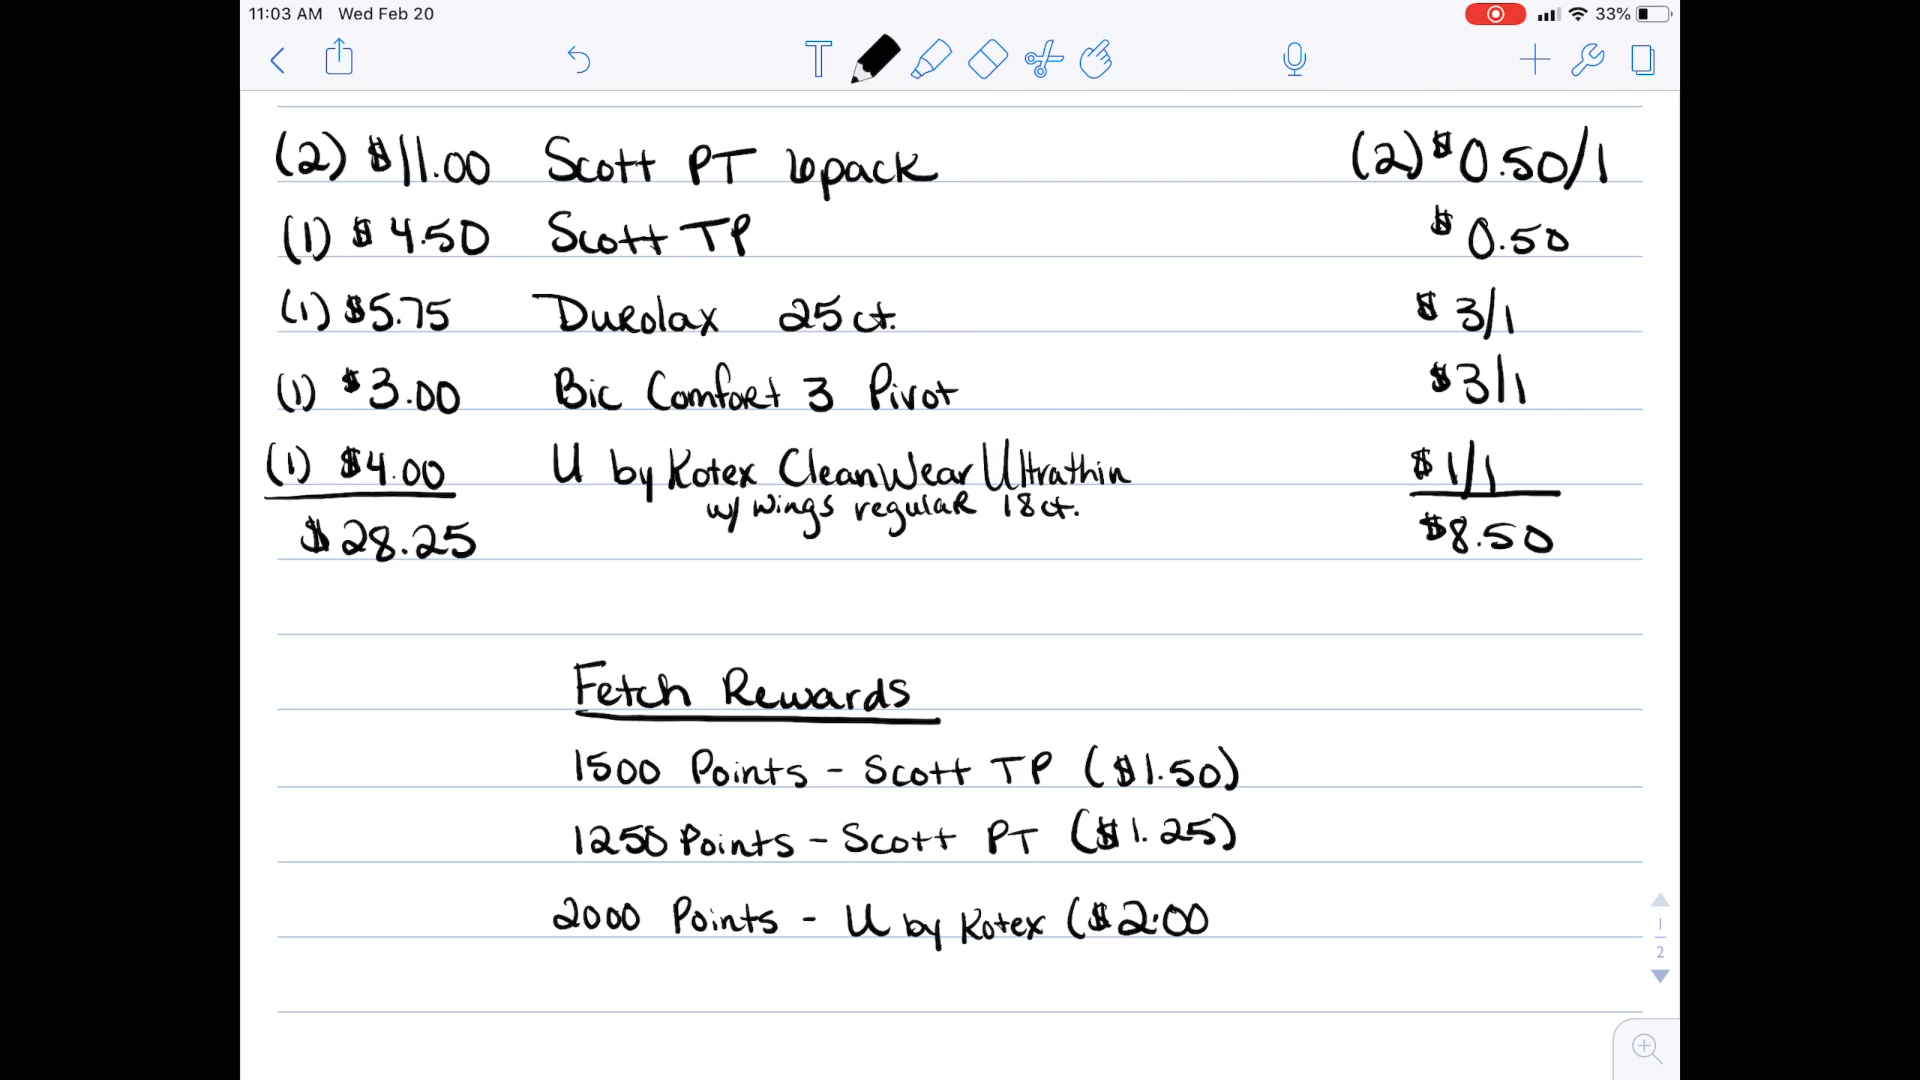 11:03 AM Wed Feb 20 33%
(2) $11.00 Scott PT 6pack (2) $0.50/1
(1) $4.50 Scott TP $0.50
(1) $5.75 Durolax 25 ct. $3/1
(1) $3.00 Bic Comfort 3 Pivot $3/1
(1) $4.00 U by Kotex CleanWear Ultrathin $1/1
w/ wings regular 18ct.
$28.25 $8.50
Fetch Rewards
1500 Points - Scott TP ($1.50)
1250 Points - Scott PT ($1.25)
2000 Points - U by Kotex ($2.00
1
2